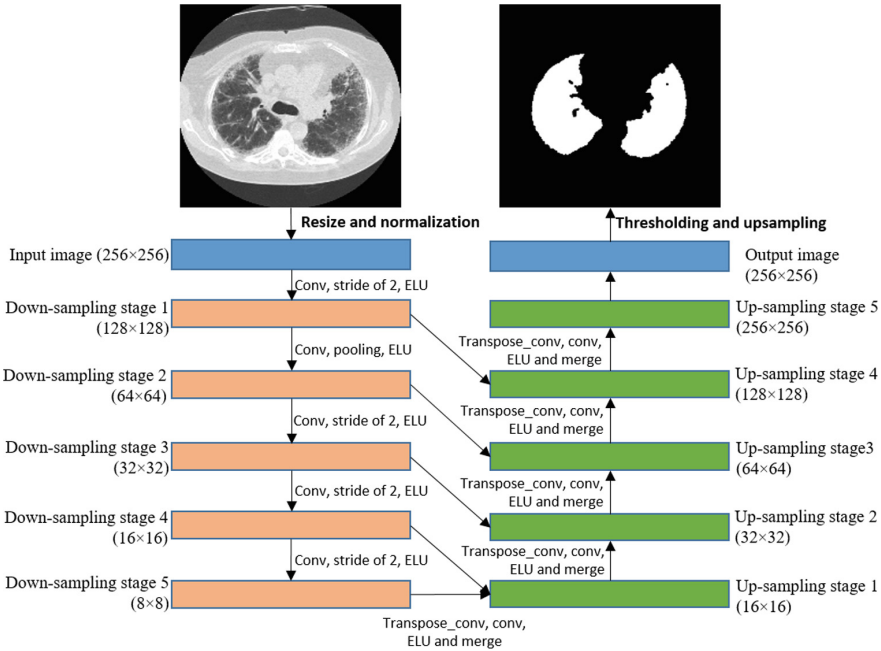 Resize and normalization
Thresholding and upsampling
Input image (256×256)
Output image
(256×256)
Conv, stride of 2, ELU
Down-sampling stage 1
(128×128)
Up-sampling stage 5
(256×256)
Conv, pooling, ELU
Transpose_conv, conv,
ELU and merge
Down-sampling stage 2
(64×64)
Up-sampling stage 4
(128×128)
Conv, stride of 2, ELU
Transpose_conv, conv,
ELU and merge
Down-sampling stage 3
(32×32)
Up-sampling stage3
(64×64)
Conv, stride of 2, ELU
Transpose_conv, conv,
ELU and merge
Down-sampling stage 4
(16×16)
Up-sampling stage 2
(32×32)
Conv, stride of 2, ELU
Transpose_conv, conv,
ELU and merge
Down-sampling stage 5
(8×8)
Up-sampling stage 1
(16×16)
Transpose_conv, conv,
ELU and merge